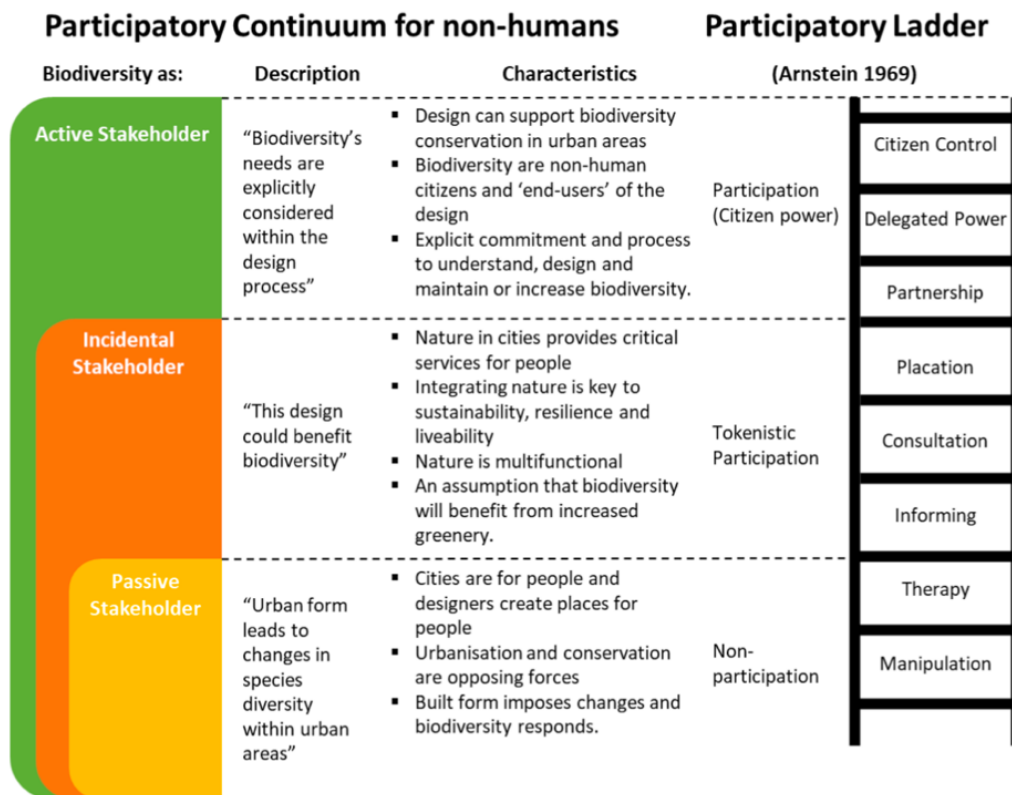 Participatory Continuum for non-humans
Participatory Ladder
Biodiversity as:
Description
Characteristics
(Arnstein 1969)
Active Stakeholder
“Biodiversity’s
needs are
explicitly
considered
within the
design
process”
▪ Design can support biodiversity
conservation in urban areas
▪ Biodiversity are non-human
citizens and ‘end-users’ of the
design
▪ Explicit commitment and process
to understand, design and
maintain or increase biodiversity.
Participation
(Citizen power)
Citizen Control
Delegated Power
Partnership
Incidental
Stakeholder
“This design
could benefit
biodiversity”
▪ Nature in cities provides critical
services for people
▪ Integrating nature is key to
sustainability, resilience and
liveability
▪ Nature is multifunctional
▪ An assumption that biodiversity
will benefit from increased
greenery.
Tokenistic
Participation
Placation
Consultation
Informing
Passive
Stakeholder
“Urban form
leads to
changes in
species
diversity
within urban
areas”
▪ Cities are for people and
designers create places for
people
▪ Urbanisation and conservation
are opposing forces
▪ Built form imposes changes and
biodiversity responds.
Non-
participation
Therapy
Manipulation